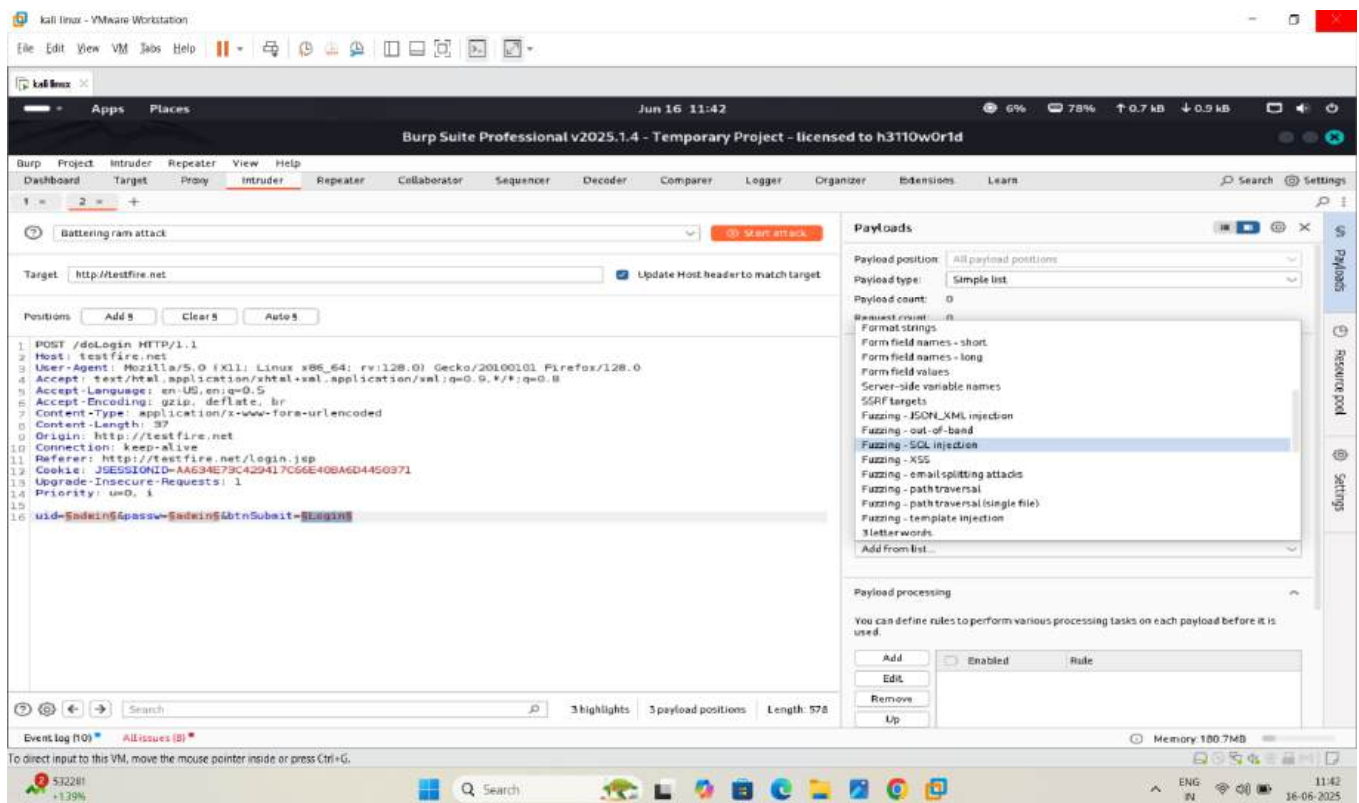 kali linux - VMware Workstation
File Edit View VM Tabs Help
kali linux
Apps Places Jun 16 11:42 6% 78% ↑ 0.7 kB ↓ 0.9 kB
Burp Suite Professional v2025.1.4 - Temporary Project - licensed to h3110w0r1d
Burp Project Intruder Repeater View Help
Dashboard Target Proxy Intruder Repeater Collaborator Sequencer Decoder Comparer Logger Organizer Extensions Learn Search Settings
1 2 +
Battering ram attack Start attack
Target http://testfire.net Update Host header to match target
Positions Add § Clear § Auto §
1 POST /doLogin HTTP/1.1
2 Host: testfire.net
3 User-Agent: Mozilla/5.0 (X11; Linux x86_64; rv:128.0) Gecko/20100101 Firefox/128.0
4 Accept: text/html,application/xhtml+xml,application/xml;q=0.9,*/*;q=0.8
5 Accept-Language: en-US,en;q=0.5
6 Accept-Encoding: gzip, deflate, br
7 Content-Type: application/x-www-form-urlencoded
8 Content-Length: 37
9 Origin: http://testfire.net
10 Connection: keep-alive
11 Referer: http://testfire.net/login.jsp
12 Cookie: JSESSIONID=AA634E73C429417C66E40BA6D4450371
13 Upgrade-Insecure-Requests: 1
14 Priority: u=0, i
15
16 uid=§admin§&passw=§admin§&btnSubmit=§Login§
Search 3 highlights 3 payload positions Length: 578
Payloads
Payload position: All payload positions
Payload type: Simple list
Payload count: 0
Request count: 0
Format strings
Form field names - short
Form field names - long
Form field values
Server-side variable names
SSRF targets
Fuzzing - JSON_XML injection
Fuzzing - out-of-band
Fuzzing - SQL injection
Fuzzing - XSS
Fuzzing - email splitting attacks
Fuzzing - path traversal
Fuzzing - path traversal (single file)
Fuzzing - template injection
3 letter words
Add from list...
Payload processing
You can define rules to perform various processing tasks on each payload before it is used.
Add Enabled Rule
Edit
Remove
Up
Payloads
Resource pool
Settings
Event log (10) All issues (8) Memory: 180.7MB
To direct input to this VM, move the mouse pointer inside or press Ctrl+G.
532281
+1.39%
Search
ENG
IN
11:42
16-06-2025